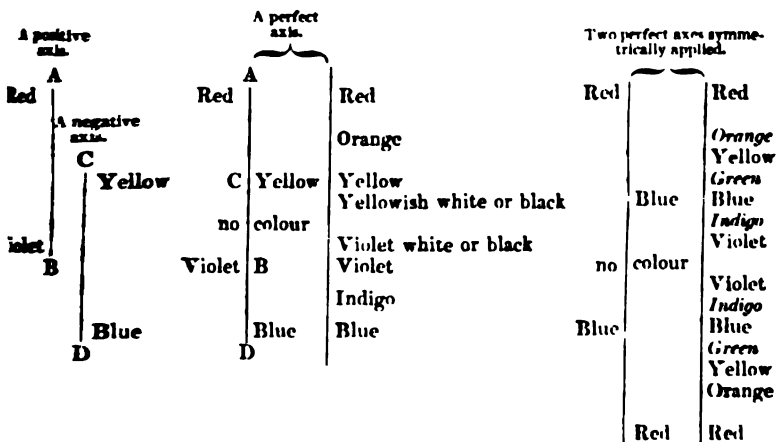 A positive
axis.
A
Red
A negative
axis.
C
Yellow
iolet
B
Blue
D
A perfect
axis.
A
Red Red
Orange
C Yellow Yellow
Yellowish white or black
no colour
Violet white or black
Violet B Violet
Indigo
Blue Blue
D
Two perfect axes symme-
trically applied.
Red Red
Orange
Yellow
Green
Blue Blue
Indigo
Violet
no colour
Violet
Indigo
Blue Blue
Green
Yellow
Orange
Red Red